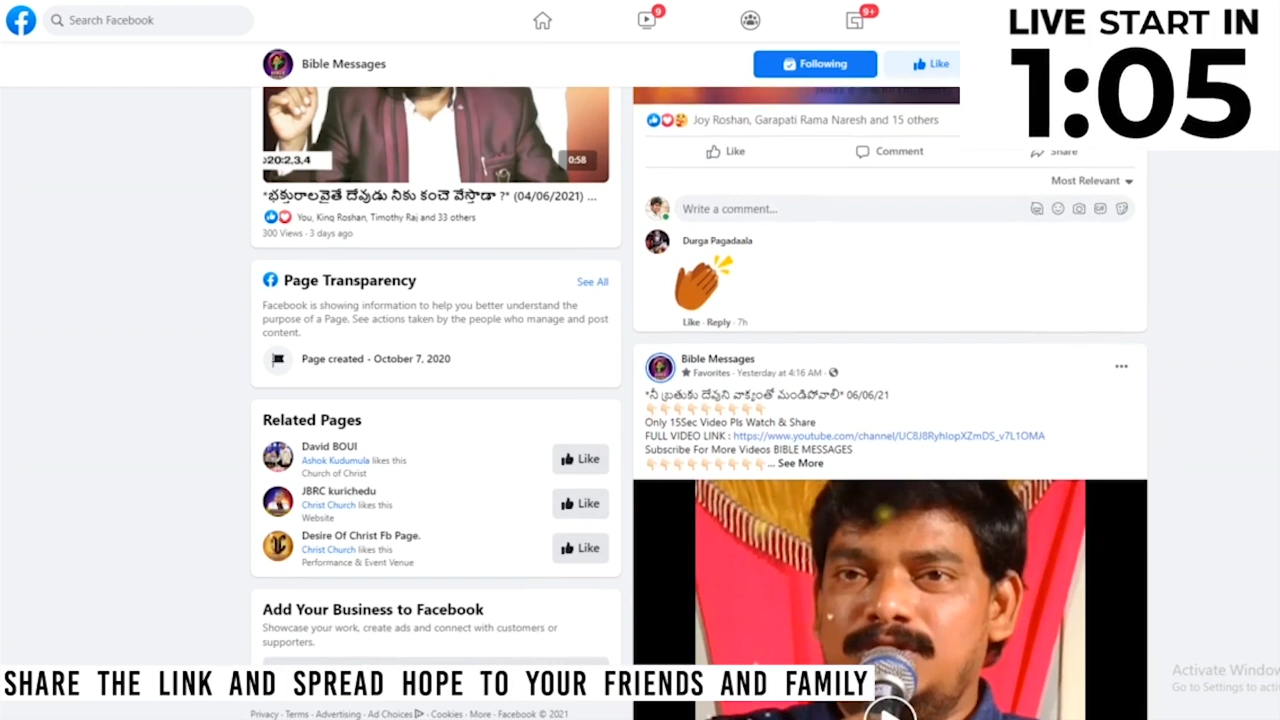 Search Facebook
9
9+
LIVE START IN
1:05
Bible Messages
Following
Like
20:2,3,4
0:58
*భక్తురాలవైతే దేవుడు నీకు కంచె వేస్తాడా ?* (04/06/2021) ...
You, King Roshan, Timothy Raj and 33 others
300 Views · 3 days ago
Page Transparency
See All
Facebook is showing information to help you better understand the
purpose of a Page. See actions taken by the people who manage and post
content.
Page created - October 7, 2020
Related Pages
David BOUI
Ashok Kudumula likes this
Church of Christ
Like
JBRC kurichedu
Christ Church likes this
Website
Like
Desire Of Christ Fb Page.
Christ Church likes this
Performance & Event Venue
Like
Add Your Business to Facebook
Showcase your work, create ads and connect with customers or
supporters.
Joy Roshan, Garapati Rama Naresh and 15 others
Like
Comment
Share
Most Relevant
Write a comment...
GIF
Durga Pagadaala
Like · Reply · 7h
Bible Messages
Favorites · Yesterday at 4:16 AM ·
*నీ బ్రతుకు దేవుని వాక్యంతో మండిపోవాలి* 06/06/21
Only 15Sec Video Pls Watch & Share
FULL VIDEO LINK : https://www.youtube.com/channel/UC8J8RyhIopXZmDS_v7L1OMA
Subscribe For More Videos BIBLE MESSAGES
... See More
SHARE THE LINK AND SPREAD HOPE TO YOUR FRIENDS AND FAMILY
Activate Window
Go to Settings to acti
Privacy · Terms · Advertising · Ad Choices · Cookies · More · Facebook © 2021